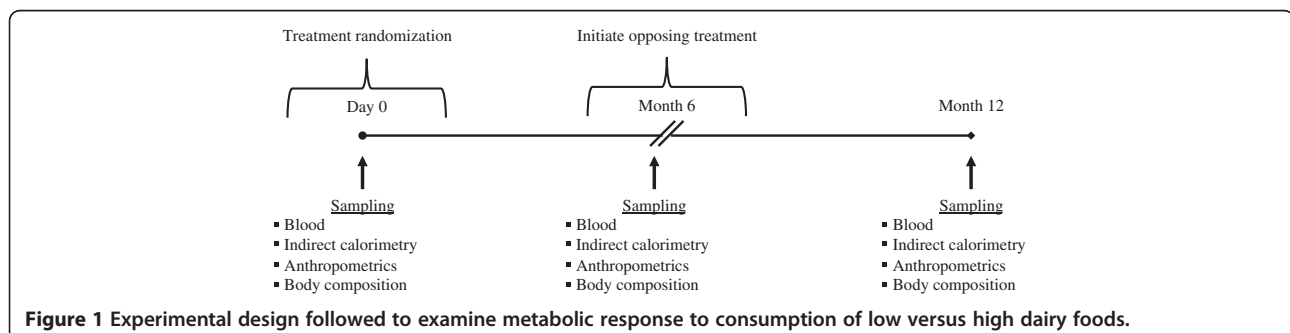 Treatment randomization
Initiate opposing treatment
Day 0
Month 6
Month 12
Sampling
▪ Blood
▪ Indirect calorimetry
▪ Anthropometrics
▪ Body composition
Sampling
▪ Blood
▪ Indirect calorimetry
▪ Anthropometrics
▪ Body composition
Sampling
▪ Blood
▪ Indirect calorimetry
▪ Anthropometrics
▪ Body composition
Figure 1 Experimental design followed to examine metabolic response to consumption of low versus high dairy foods.